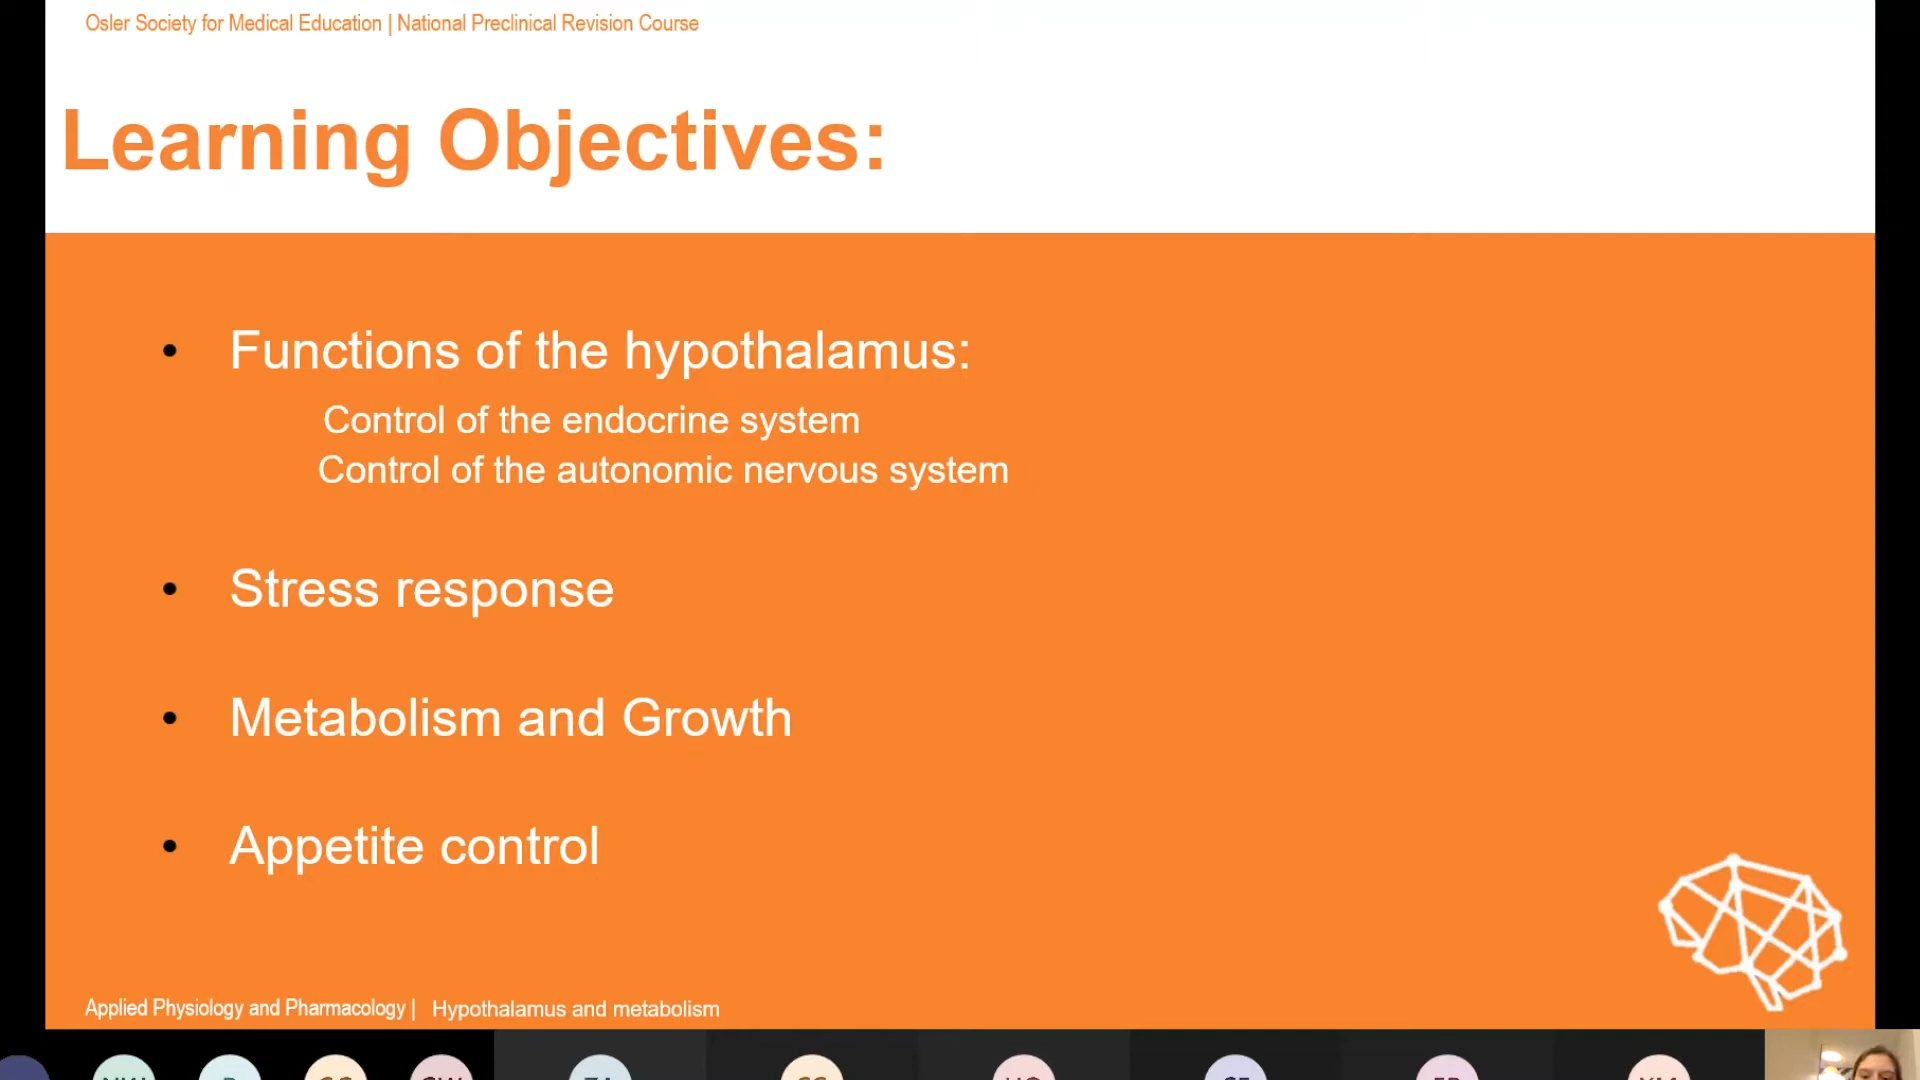 Osler Society for Medical Education | National Preclinical Revision Course
Learning Objectives:
• Functions of the hypothalamus:
Control of the endocrine system
Control of the autonomic nervous system
• Stress response
• Metabolism and Growth
• Appetite control
Applied Physiology and Pharmacology | Hypothalamus and metabolism